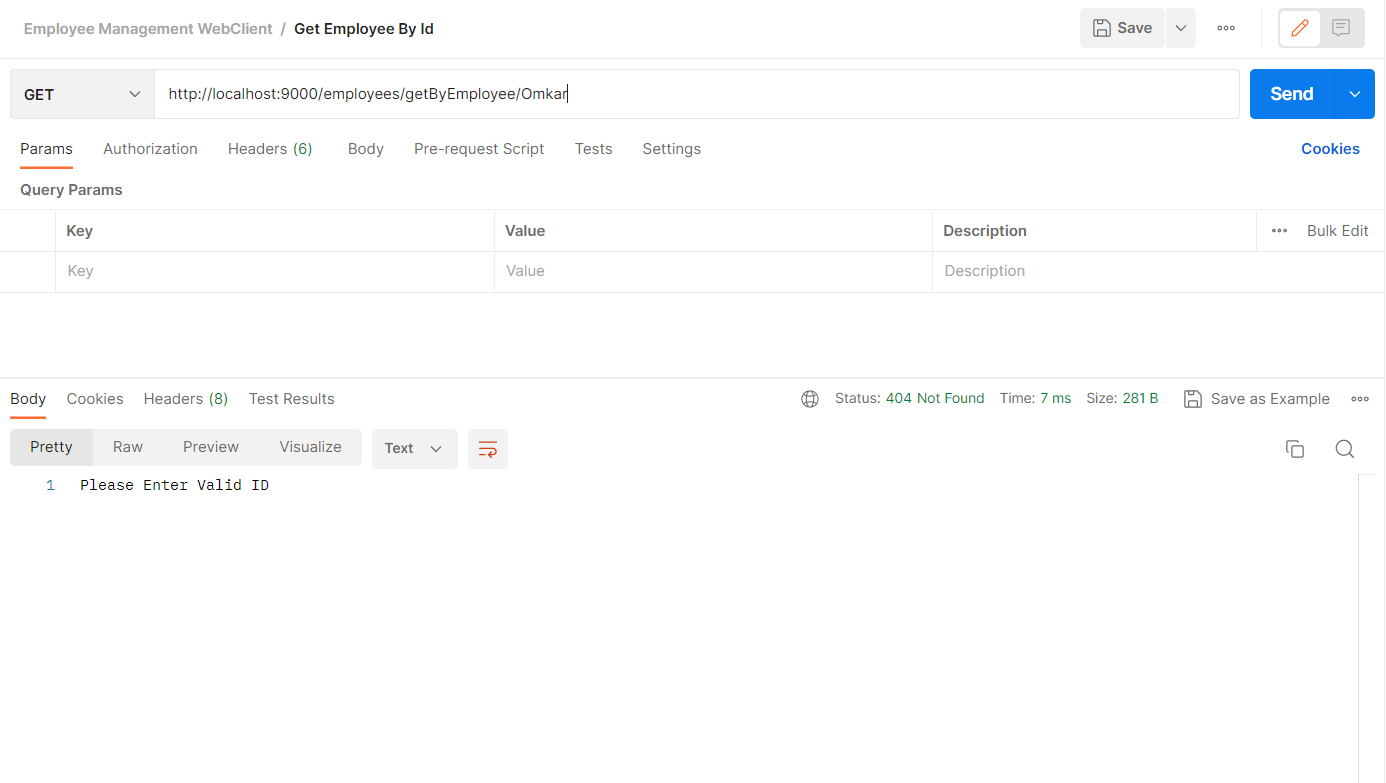 Employee Management WebClient / Get Employee By Id
Save
GET
http://localhost:9000/employees/getByEmployee/Omkar
Send
Params Authorization Headers (6) Body Pre-request Script Tests Settings Cookies
Query Params
Key Value Description Bulk Edit
Key Value Description
Body Cookies Headers (8) Test Results Status: 404 Not Found Time: 7 ms Size: 281 B Save as Example
Pretty Raw Preview Visualize Text
1 Please Enter Valid ID